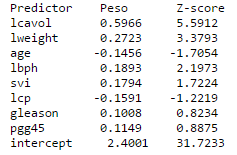 Predictor Peso Z-score
lcavol 0.5966 5.5912
lweight 0.2723 3.3793
age -0.1456 -1.7054
lbph 0.1893 2.1973
svi 0.1794 1.7224
lcp -0.1591 -1.2219
gleason 0.1008 0.8234
pgg45 0.1149 0.8875
intercept 2.4001 31.7233